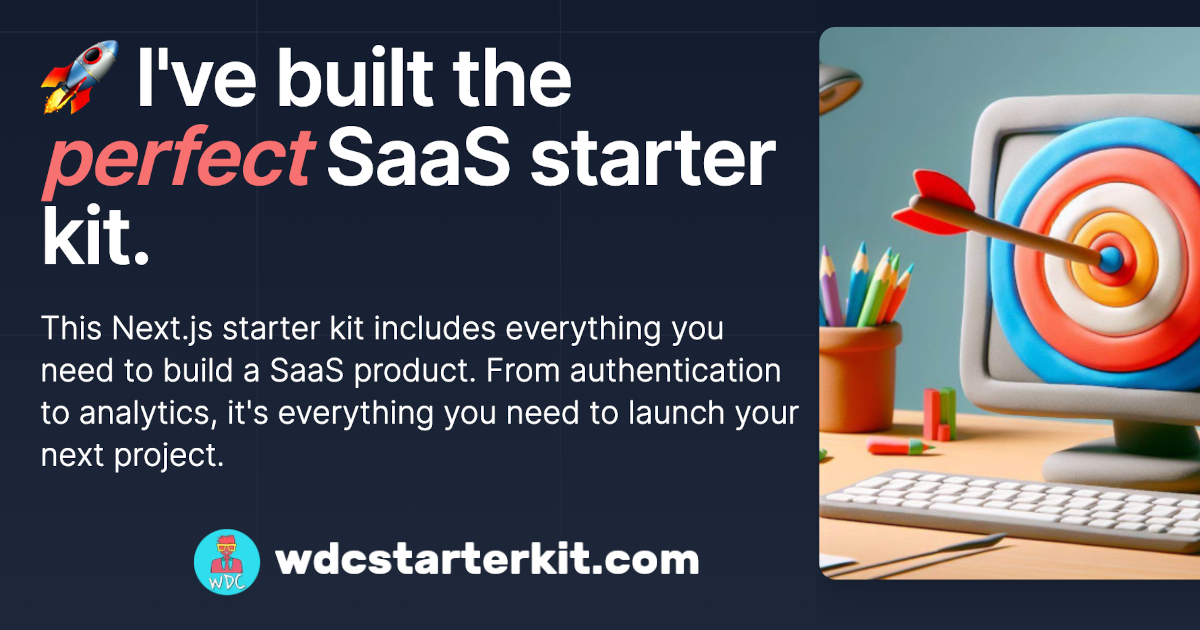 🚀 I've built the
perfect SaaS starter
kit.
This Next.js starter kit includes everything you
need to build a SaaS product. From authentication
to analytics, it's everything you need to launch your
next project.
WDC
wdcstarterkit.com